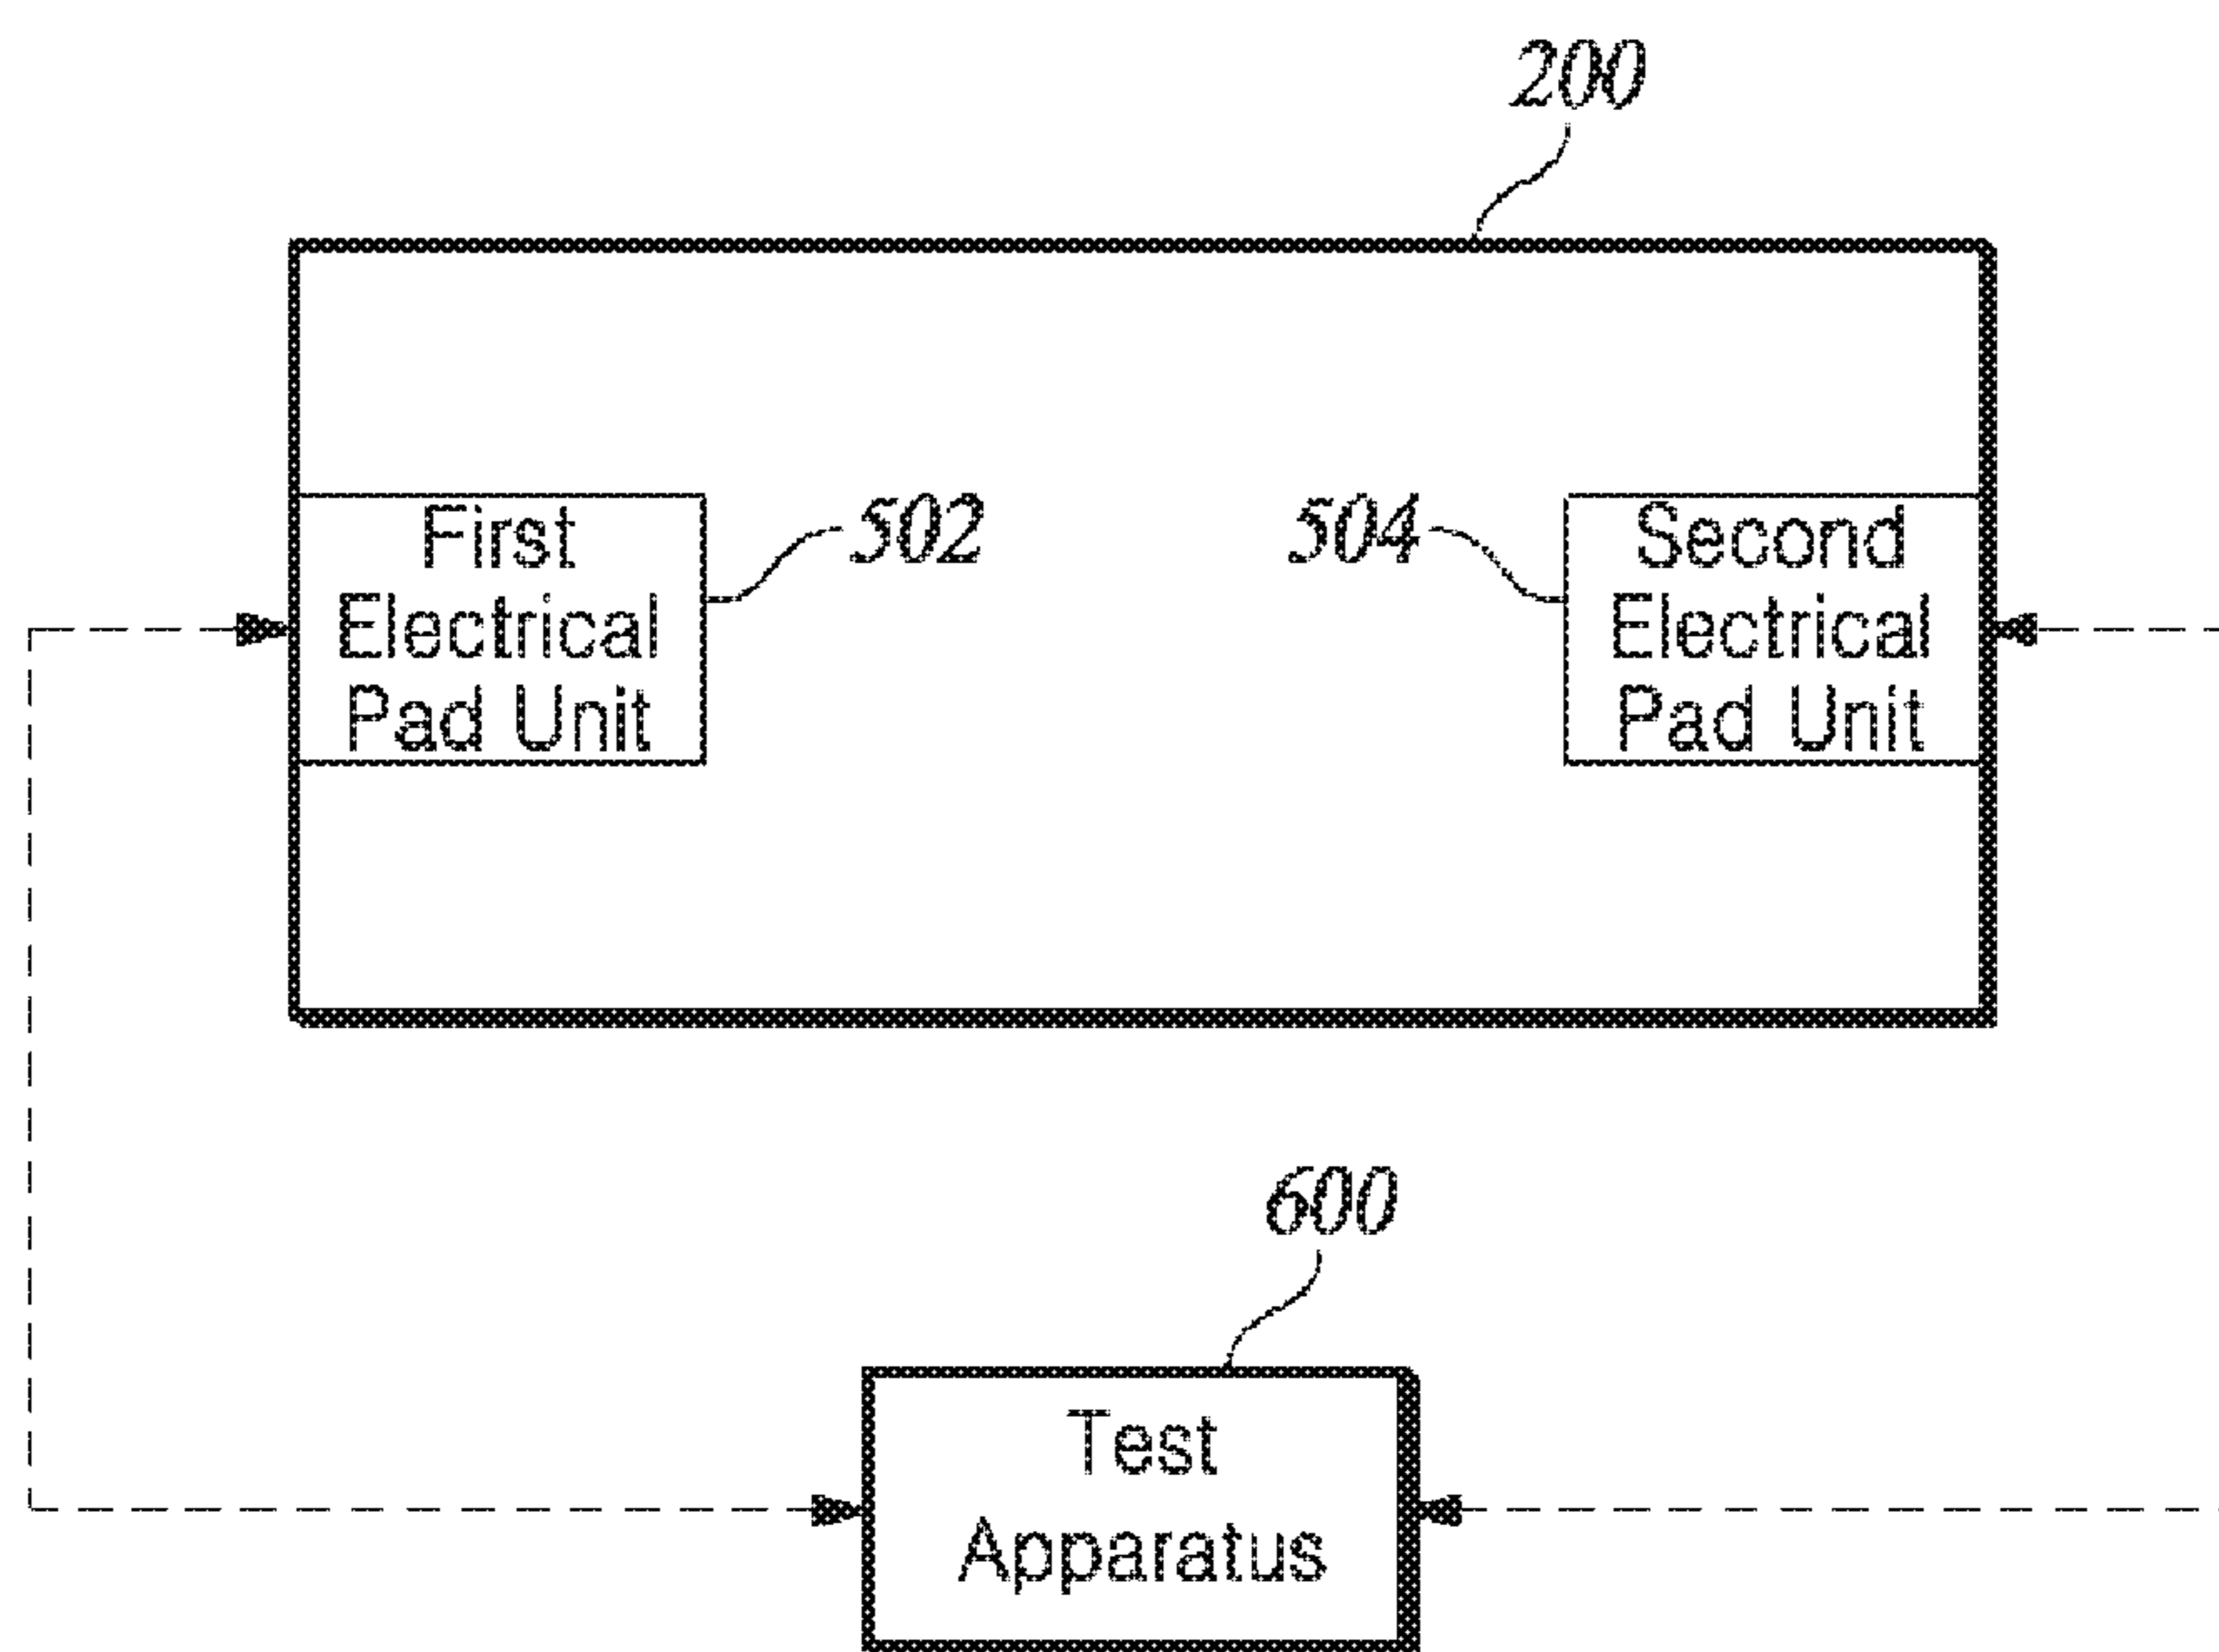 200
First
Electrical
Pad Unit
502
504
Second
Electrical
Pad Unit
600
Test
Apparatus